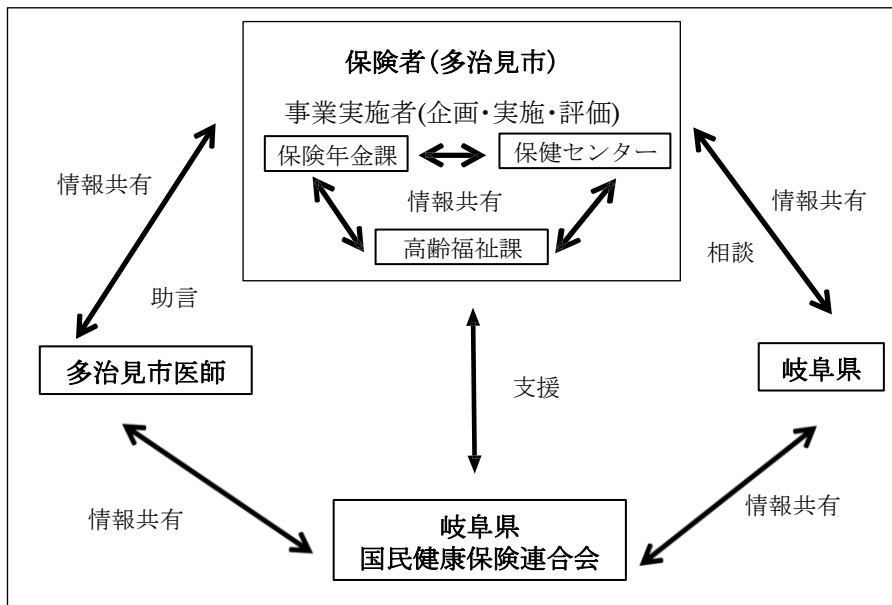 保険者(多治見市)
事業実施者(企画・実施・評価)
保険年金課
保健センター
情報共有
高齢福祉課
情報共有
助言
情報共有
相談
多治見市医師
支援
岐阜県
情報共有
情報共有
岐阜県
国民健康保険連合会